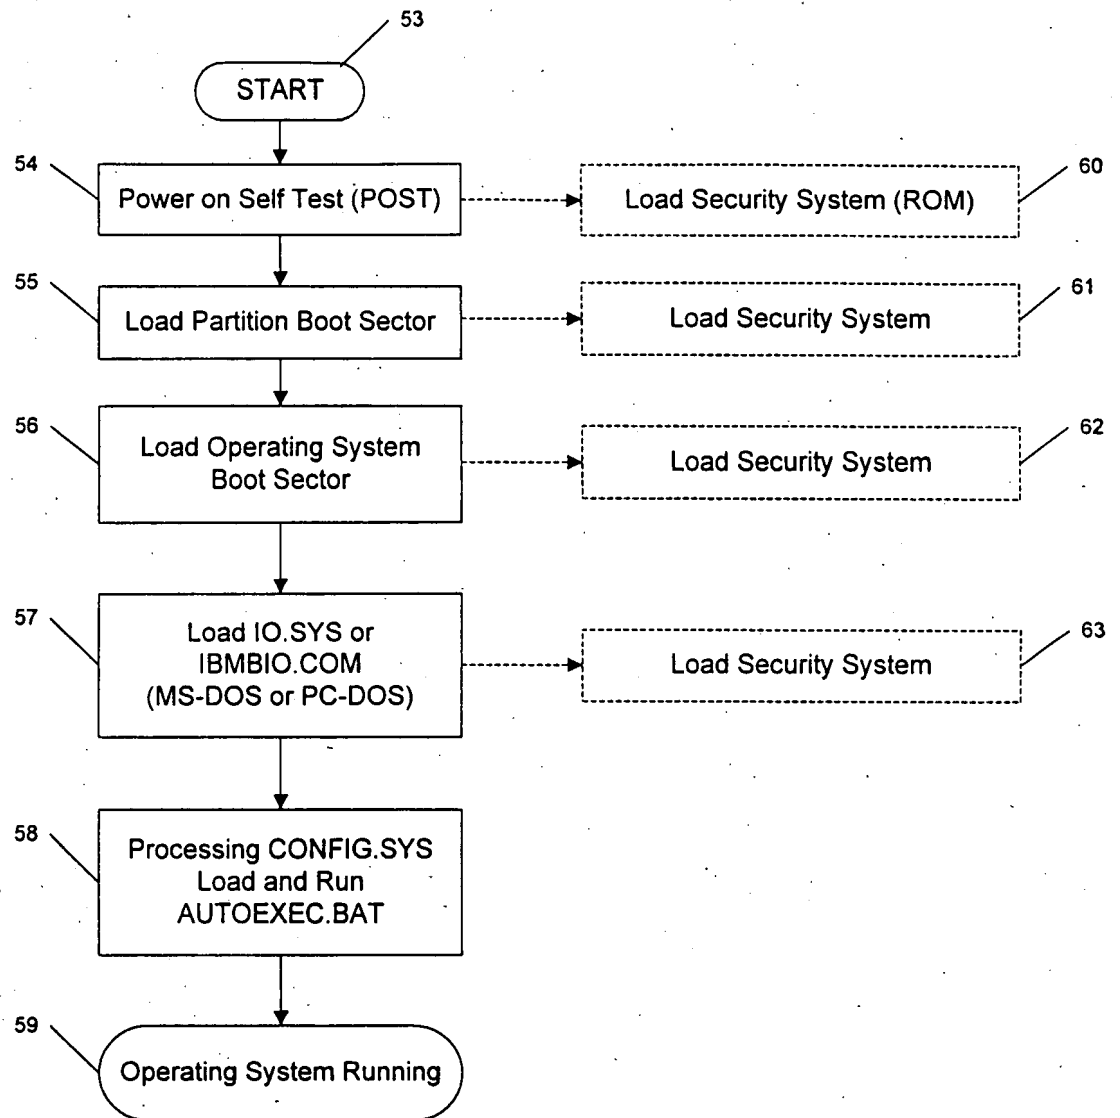 53
START
54
Power on Self Test (POST)
Load Security System (ROM)
60
55
Load Partition Boot Sector
Load Security System
61
56
Load Operating System
Boot Sector
Load Security System
62
57
Load IO.SYS or
IBMBIO.COM
(MS-DOS or PC-DOS)
Load Security System
63
58
Processing CONFIG.SYS
Load and Run
AUTOEXEC.BAT
59
Operating System Running